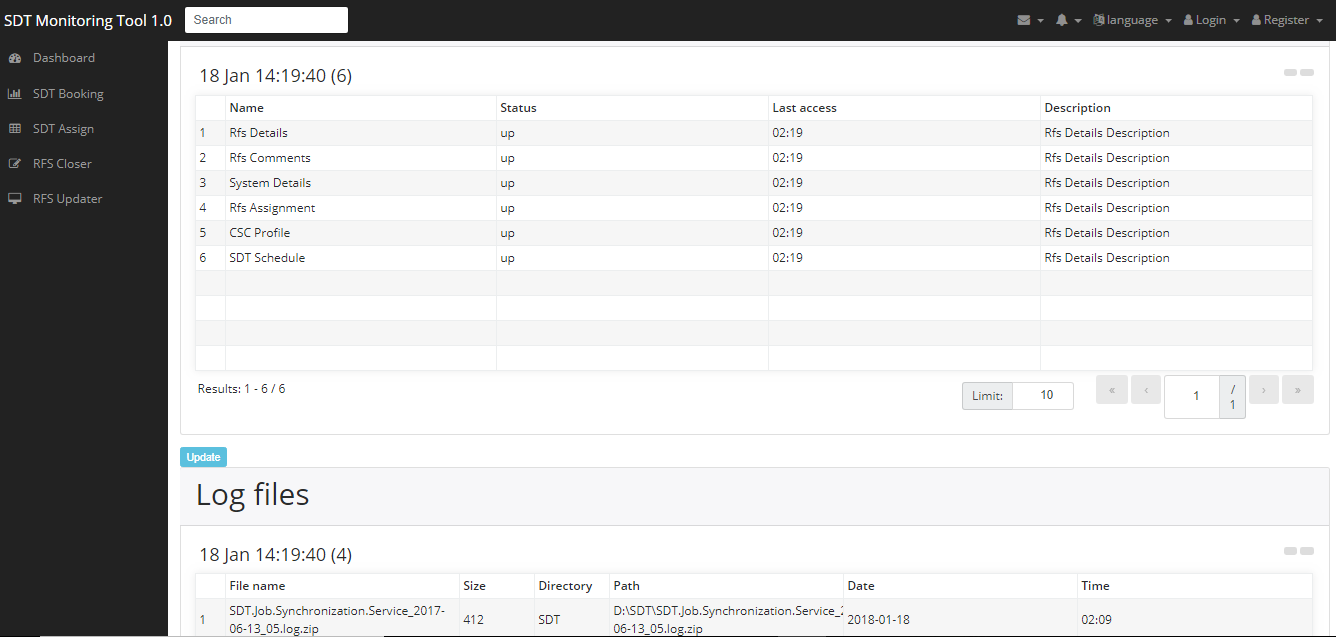 SDT Monitoring Tool 1.0 Search language Login Register
Dashboard
SDT Booking
SDT Assign
RFS Closer
RFS Updater
18 Jan 14:19:40 (6)
Name Status Last access Description
1 Rfs Details up 02:19 Rfs Details Description
2 Rfs Comments up 02:19 Rfs Details Description
3 System Details up 02:19 Rfs Details Description
4 Rfs Assignment up 02:19 Rfs Details Description
5 CSC Profile up 02:19 Rfs Details Description
6 SDT Schedule up 02:19 Rfs Details Description
Results: 1 - 6 / 6 Limit: 10 « ‹ 1 / 1 › »
Update
Log files
18 Jan 14:19:40 (4)
File name Size Directory Path Date Time
1 SDT.Job.Synchronization.Service_2017- 412 SDT D:\SDT\SDT.Job.Synchronization.Service_2 2018-01-18 02:09
06-13_05.log.zip 06-13_05.log.zip